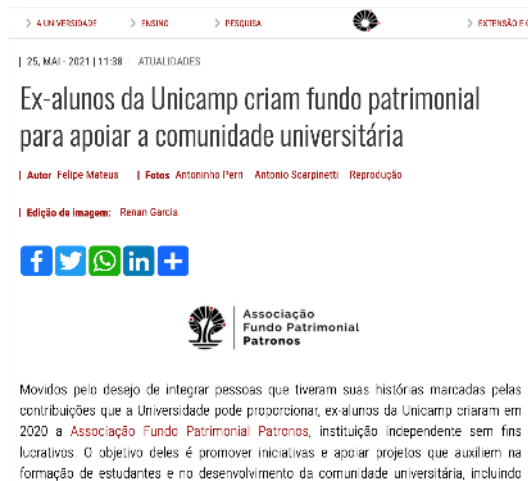 > A UNIVERSIDADE > ENSINO > PESQUISA > EXTENSÃO E C
| 25, MAI - 2021 | 11:38 ATUALIDADES
Ex-alunos da Unicamp criam fundo patrimonial
para apoiar a comunidade universitária
| Autor Felipe Mateus | Fotos Antoninho Perri Antonio Scarpinetti Reprodução
| Edição de imagem: Renan Garcia
Associação
Fundo Patrimonial
Patronos
Movidos pelo desejo de integrar pessoas que tiveram suas histórias marcadas pelas
contribuições que a Universidade pode proporcionar, ex-alunos da Unicamp criaram em
2020 a Associação Fundo Patrimonial Patronos, instituição independente sem fins
lucrativos. O objetivo deles é promover iniciativas e apoiar projetos que auxiliem na
formação de estudantes e no desenvolvimento da comunidade universitária, incluindo